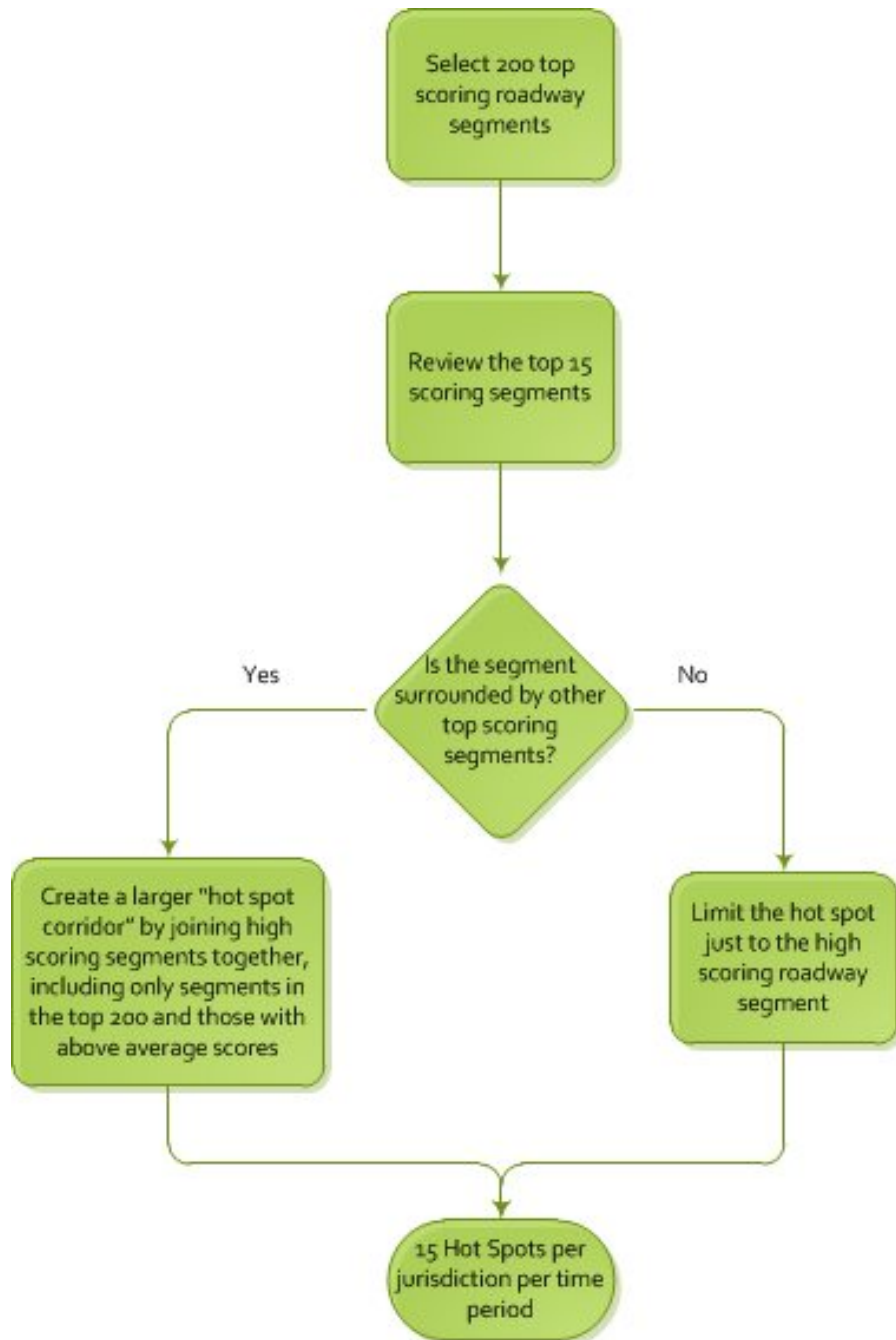 Select 200 top
scoring roadway
segments
Review the top 15
scoring segments
Is the segment
surrounded by other
top scoring
segments?
Yes
No
Create a larger "hot spot
corridor" by joining high
scoring segments together,
including only segments in
the top 200 and those with
above average scores
Limit the hot spot
just to the high
scoring roadway
segment
15 Hot Spots per
jurisdiction per time
period